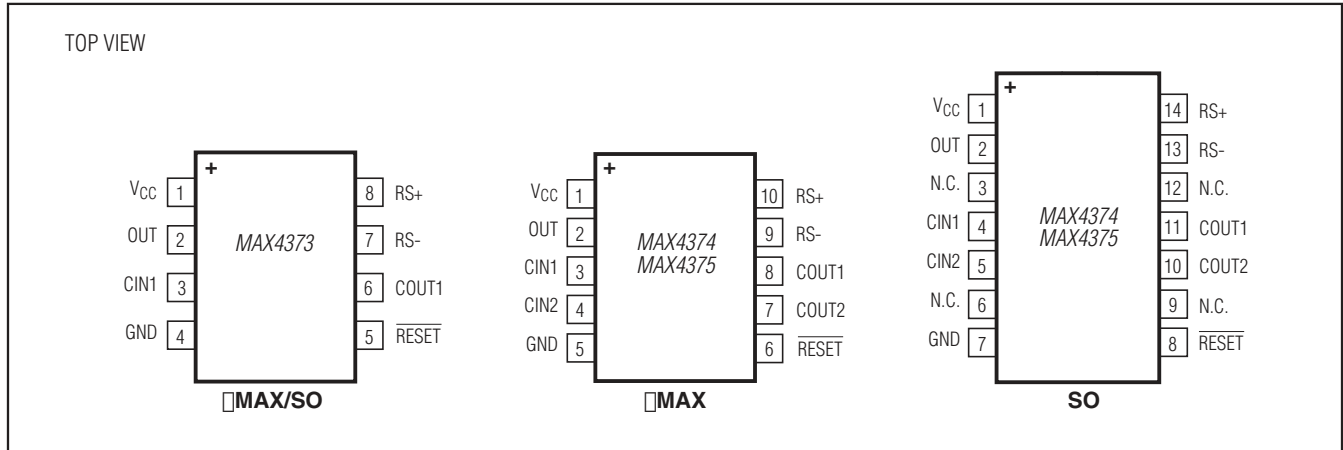 TOP VIEW
+
VCC 1
OUT 2
CIN1 3
GND 4
MAX4373
8 RS+
7 RS-
6 COUT1
5 RESET
▯MAX/SO
+
VCC 1
OUT 2
CIN1 3
CIN2 4
GND 5
MAX4374
MAX4375
10 RS+
9 RS-
8 COUT1
7 COUT2
6 RESET
▯MAX
+
VCC 1
OUT 2
N.C. 3
CIN1 4
CIN2 5
N.C. 6
GND 7
MAX4374
MAX4375
14 RS+
13 RS-
12 N.C.
11 COUT1
10 COUT2
9 N.C.
8 RESET
SO